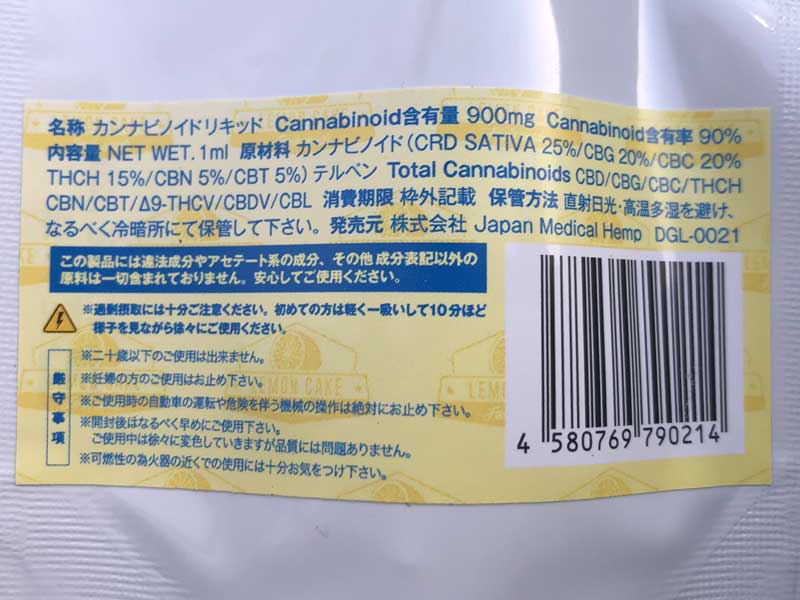 名称 カンナビノイドリキッド Cannabinoid含有量 900mg Cannabinoid含有率 90%
内容量 NET WET. 1ml 原材料 カンナビノイド(CRD SATIVA 25%/CBG 20%/CBC 20%
THCH 15%/CBN 5%/CBT 5%)テルペン Total Cannabinoids CBD/CBG/CBC/THCH
CBN/CBT/Δ9-THCV/CBDV/CBL 消費期限 枠外記載 保管方法 直射日光・高温多湿を避け、
なるべく冷暗所にて保管して下さい。発売元 株式会社 Japan Medical Hemp DGL-0021
この製品には違法成分やアセテート系の成分、その他 成分表記以外の
原料は一切含まれておりません。安心してご使用ください。
※過剰摂取には十分ご注意ください。初めての方は軽く一吸いして10分ほど
様子を見ながら徐々にご使用ください。
厳守事項
※二十歳以下のご使用は出来ません。
※妊婦の方のご使用はお止め下さい。
※ご使用時の自動車の運転や危険を伴う機械の操作は絶対にお止め下さい。
※開封後はなるべく早めにご使用下さい。
ご使用中は徐々に変色していきますが品質には問題ありません。
※可燃性の為火器の近くでの使用には十分お気をつけ下さい。
4 580769 790214
LEMON CAKE